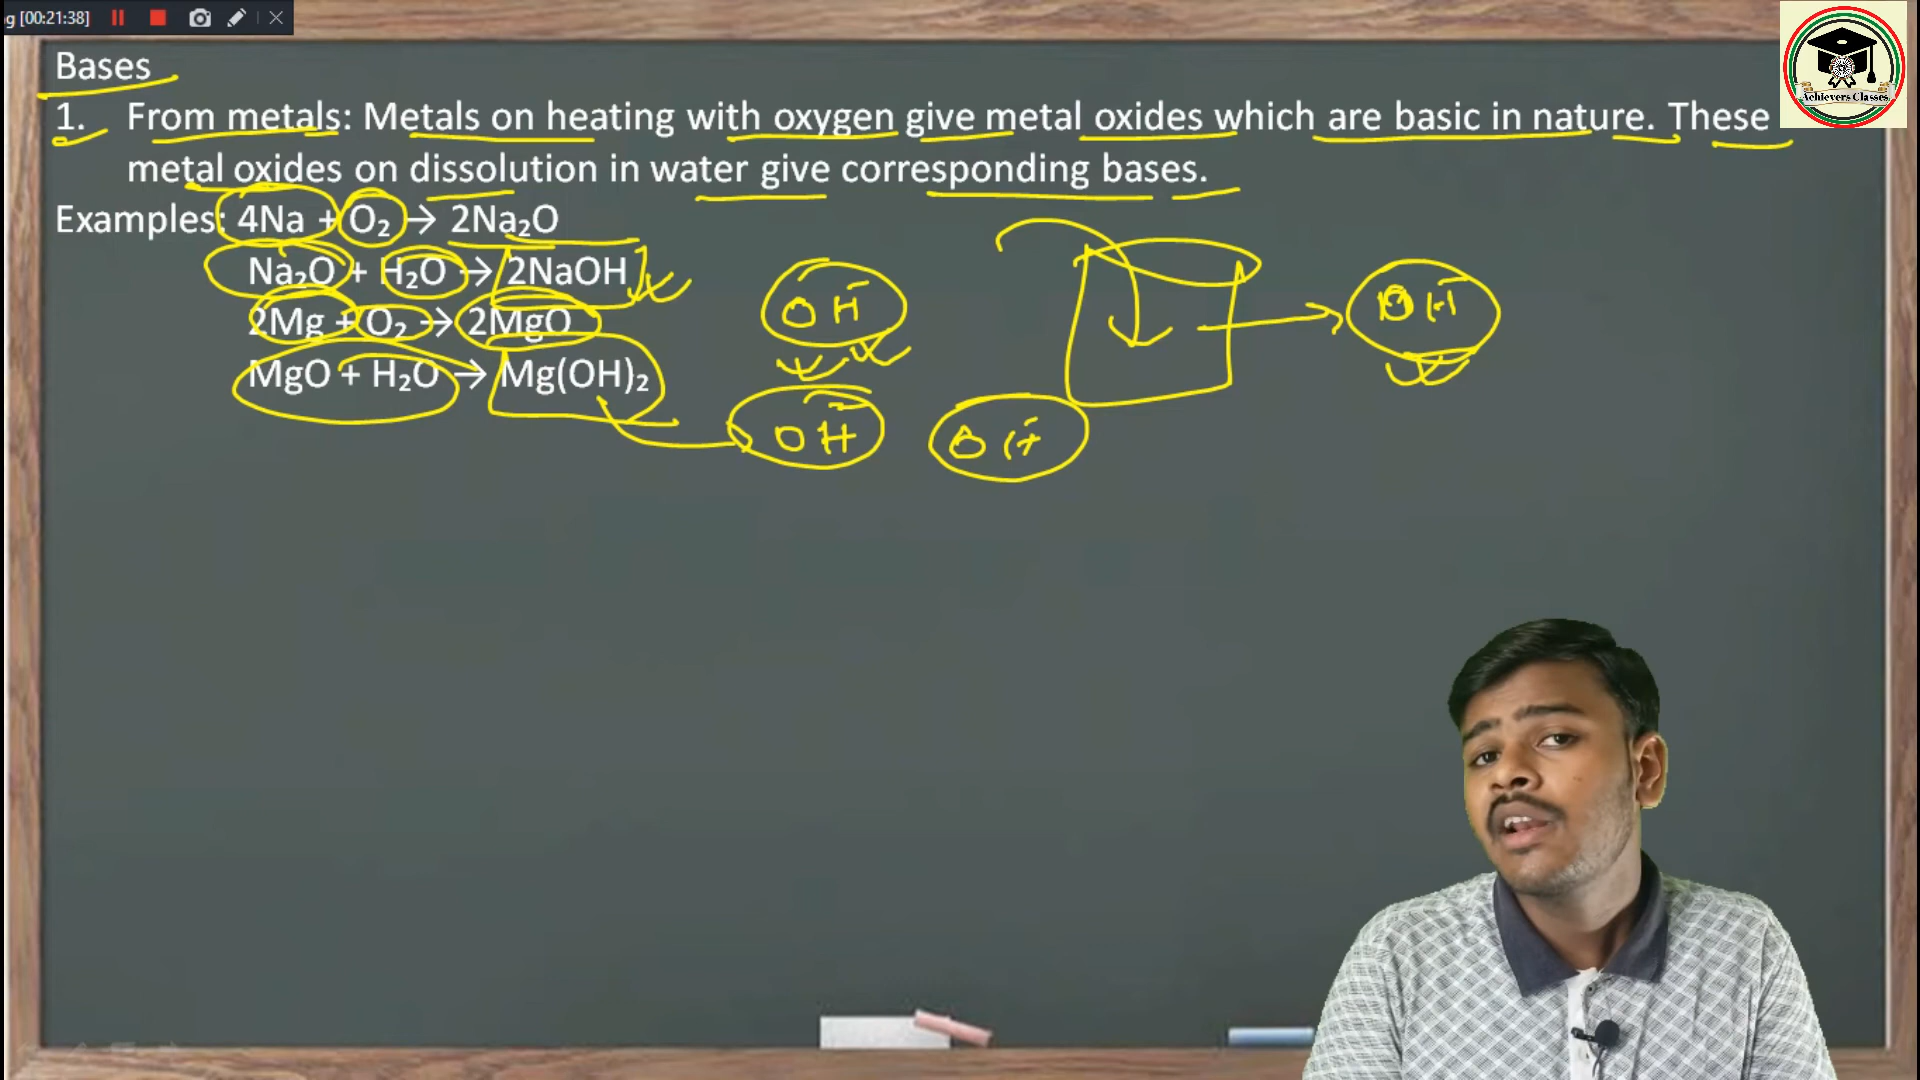 g [00:21:38]
Achievers Classes
Bases
1. From metals: Metals on heating with oxygen give metal oxides which are basic in nature. These
metal oxides on dissolution in water give corresponding bases.
Examples: 4Na + O₂ → 2Na₂O
Na₂O + H₂O → 2NaOH
2Mg + O₂ → 2MgO
MgO + H₂O → Mg(OH)₂
OH⁻
OH⁻
OH⁻
OH⁻